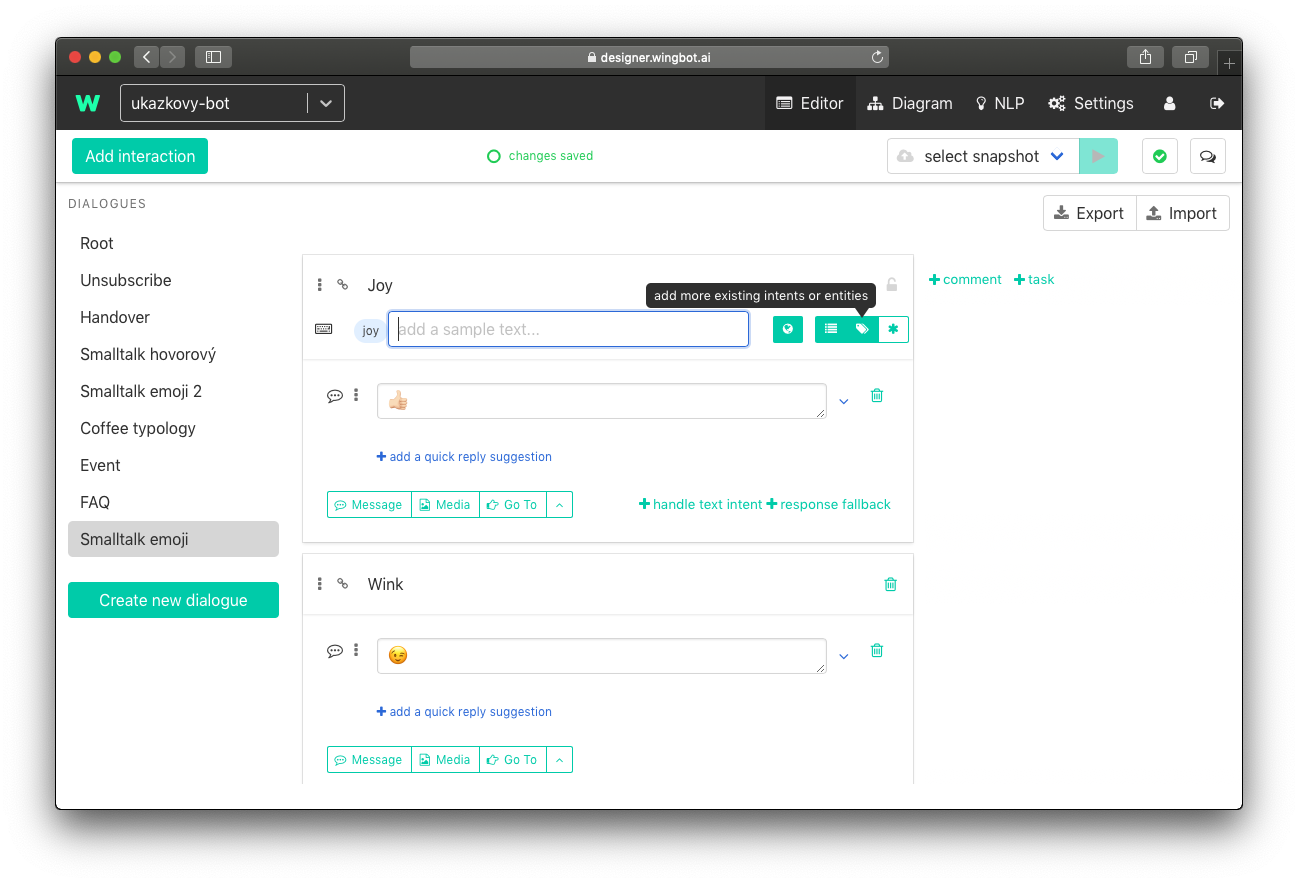 designer.wingbot.ai
W ukazkovy-bot Editor Diagram NLP Settings
Add interaction changes saved select snapshot
DIALOGUES
Export Import
Root
Unsubscribe
Handover
Smalltalk hovorový
Smalltalk emoji 2
Coffee typology
Event
FAQ
Smalltalk emoji
Create new dialogue
Joy
+ comment + task
add more existing intents or entities
joy add a sample text...
+ add a quick reply suggestion
Message Media Go To + handle text intent + response fallback
Wink
+ add a quick reply suggestion
Message Media Go To